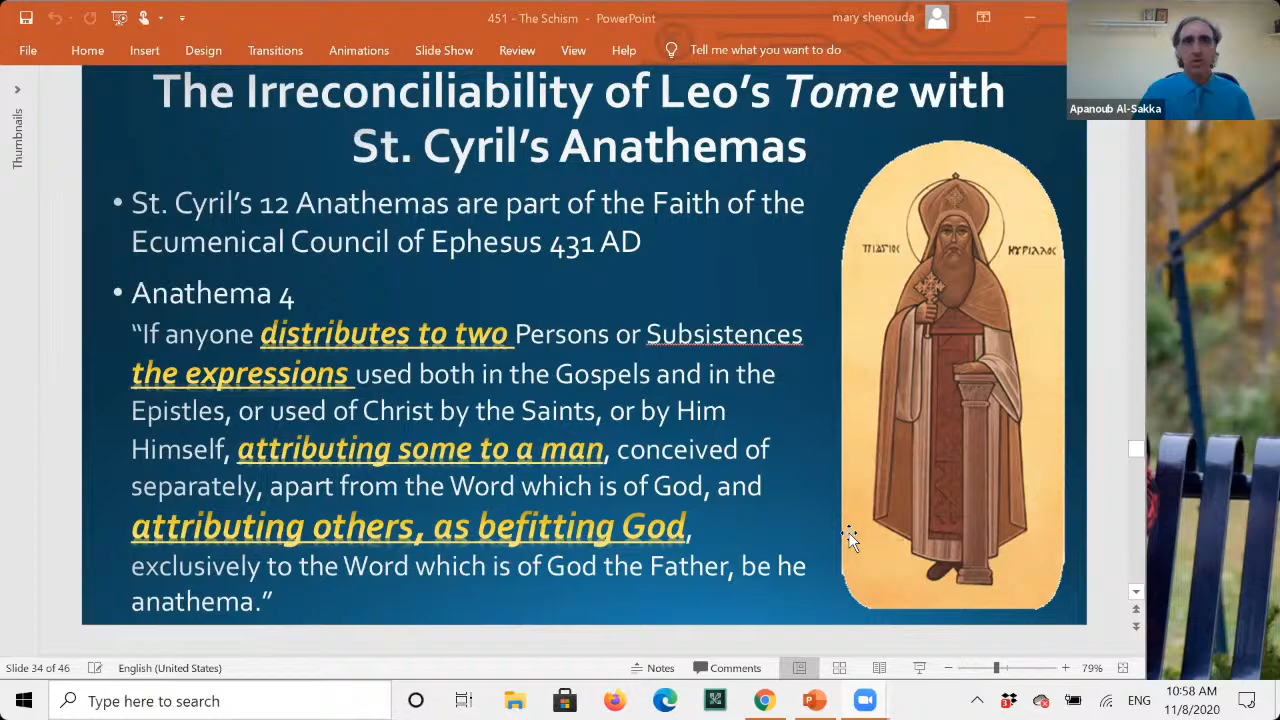 451 - The Schism - PowerPoint
mary shenouda
File Home Insert Design Transitions Animations Slide Show Review View Help Tell me what you want to do
Apanoub Al-Sakka
Thumbnails
The Irreconciliability of Leo's Tome with
St. Cyril's Anathemas
• St. Cyril's 12 Anathemas are part of the Faith of the
Ecumenical Council of Ephesus 431 AD
• Anathema 4
"If anyone distributes to two Persons or Subsistences
the expressions used both in the Gospels and in the
Epistles, or used of Christ by the Saints, or by Him
Himself, attributing some to a man, conceived of
separately, apart from the Word which is of God, and
attributing others, as befitting God,
exclusively to the Word which is of God the Father, be he
anathema."
ⲠⲒⲀⲄⲒⲞⲤ ⲔⲨⲢⲒⲖⲖⲞⲤ
Slide 34 of 46 English (United States) Notes Comments 79%
Type here to search
3
ENG
10:58 AM
11/8/2020